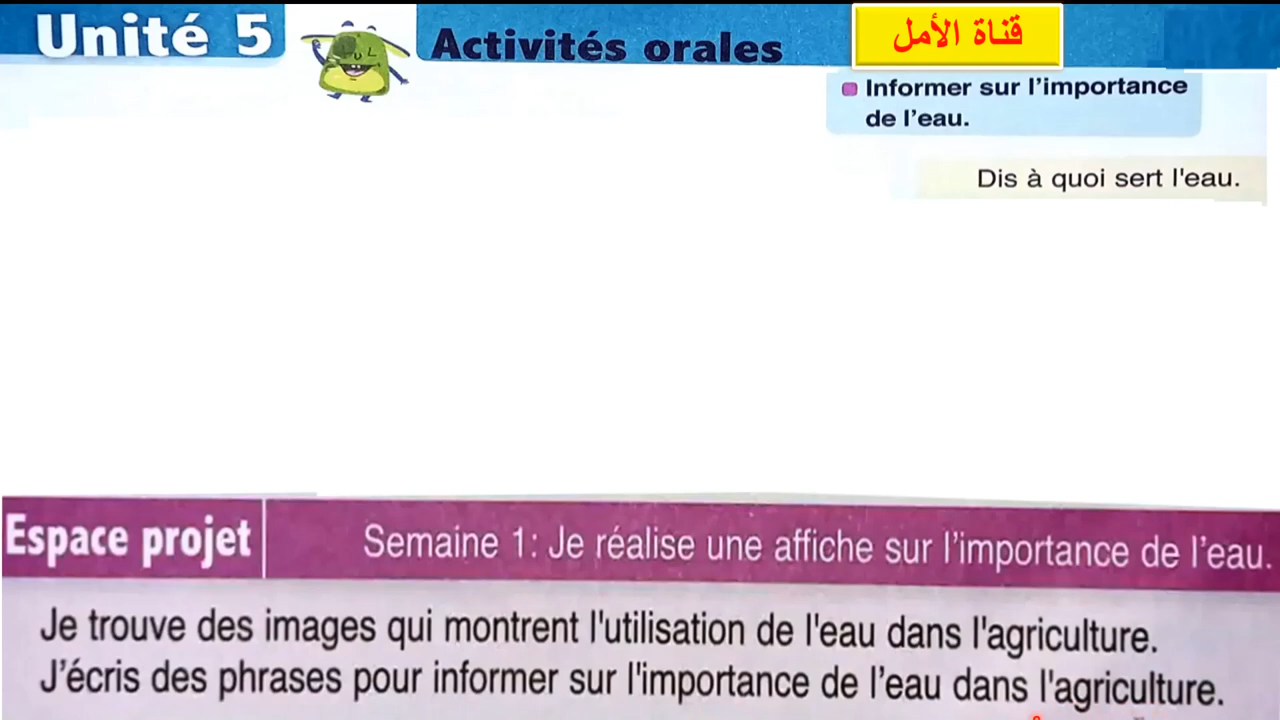 Unité 5
Activités orales
قناة الأمل
Informer sur l'importance
de l'eau.
Dis à quoi sert l'eau.
Espace projet
Semaine 1: Je réalise une affiche sur l'importance de l'eau.
Je trouve des images qui montrent l'utilisation de l'eau dans l'agriculture.
J'écris des phrases pour informer sur l'importance de l'eau dans l'agriculture.